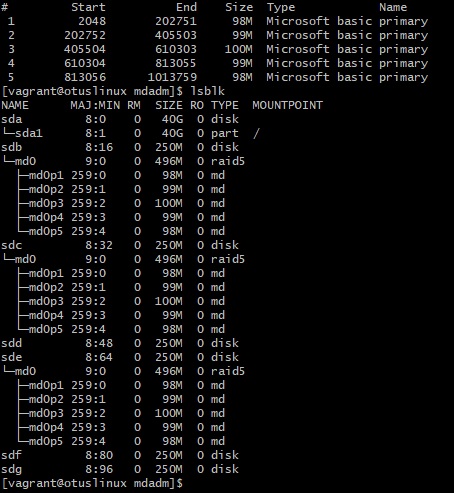 #         Start          End    Size  Type            Name
 1         2048       202751     98M  Microsoft basic primary
 2       202752       405503     99M  Microsoft basic primary
 3       405504       610303    100M  Microsoft basic primary
 4       610304       813055     99M  Microsoft basic primary
 5       813056      1013759     98M  Microsoft basic primary
[vagrant@otuslinux mdadm]$ lsblk
NAME      MAJ:MIN RM  SIZE RO TYPE  MOUNTPOINT
sda         8:0    0   40G  0 disk
└─sda1      8:1    0   40G  0 part  /
sdb         8:16   0  250M  0 disk
└─md0       9:0    0  496M  0 raid5
  ├─md0p1 259:0    0   98M  0 md
  ├─md0p2 259:1    0   99M  0 md
  ├─md0p3 259:2    0  100M  0 md
  ├─md0p4 259:3    0   99M  0 md
  └─md0p5 259:4    0   98M  0 md
sdc         8:32   0  250M  0 disk
└─md0       9:0    0  496M  0 raid5
  ├─md0p1 259:0    0   98M  0 md
  ├─md0p2 259:1    0   99M  0 md
  ├─md0p3 259:2    0  100M  0 md
  ├─md0p4 259:3    0   99M  0 md
  └─md0p5 259:4    0   98M  0 md
sdd         8:48   0  250M  0 disk
sde         8:64   0  250M  0 disk
└─md0       9:0    0  496M  0 raid5
  ├─md0p1 259:0    0   98M  0 md
  ├─md0p2 259:1    0   99M  0 md
  ├─md0p3 259:2    0  100M  0 md
  ├─md0p4 259:3    0   99M  0 md
  └─md0p5 259:4    0   98M  0 md
sdf         8:80   0  250M  0 disk
sdg         8:96   0  250M  0 disk
[vagrant@otuslinux mdadm]$